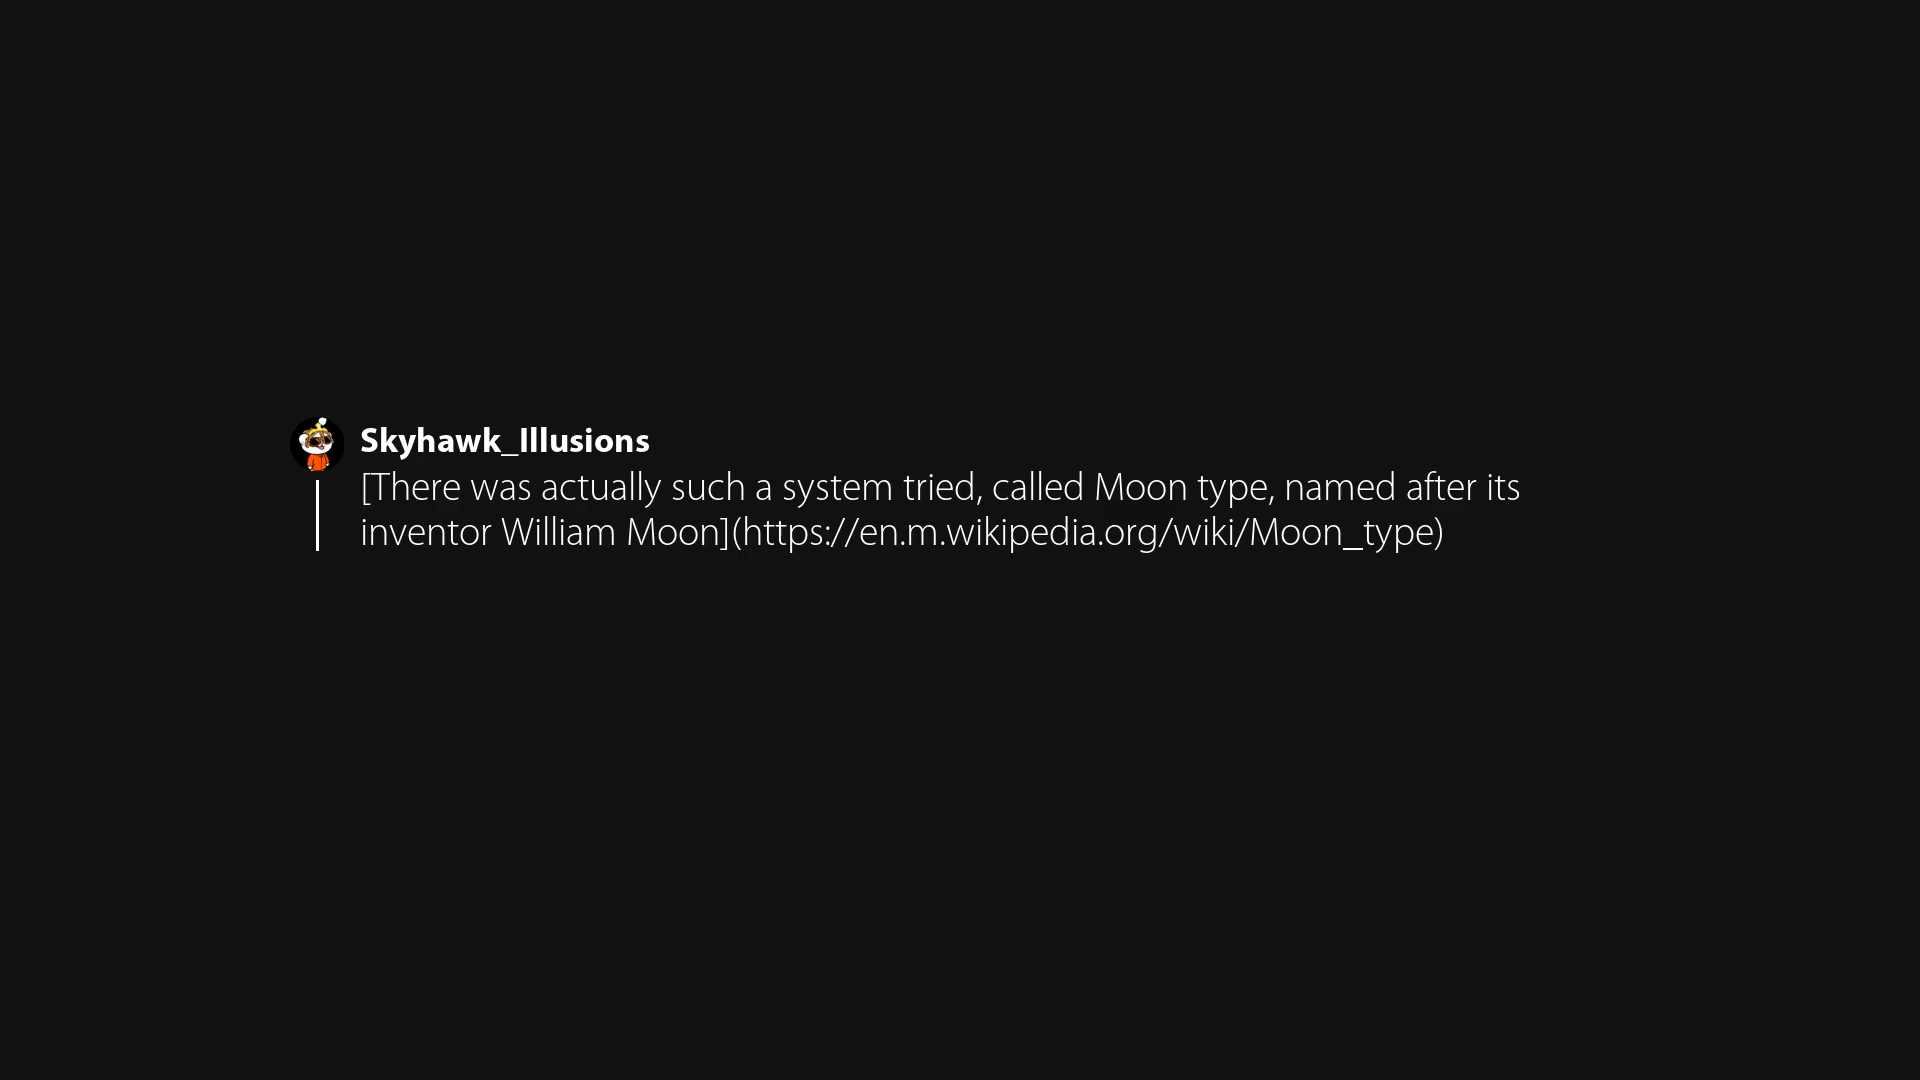 Skyhawk_Illusions
[There was actually such a system tried, called Moon type, named after its
inventor William Moon](https://en.m.wikipedia.org/wiki/Moon_type)